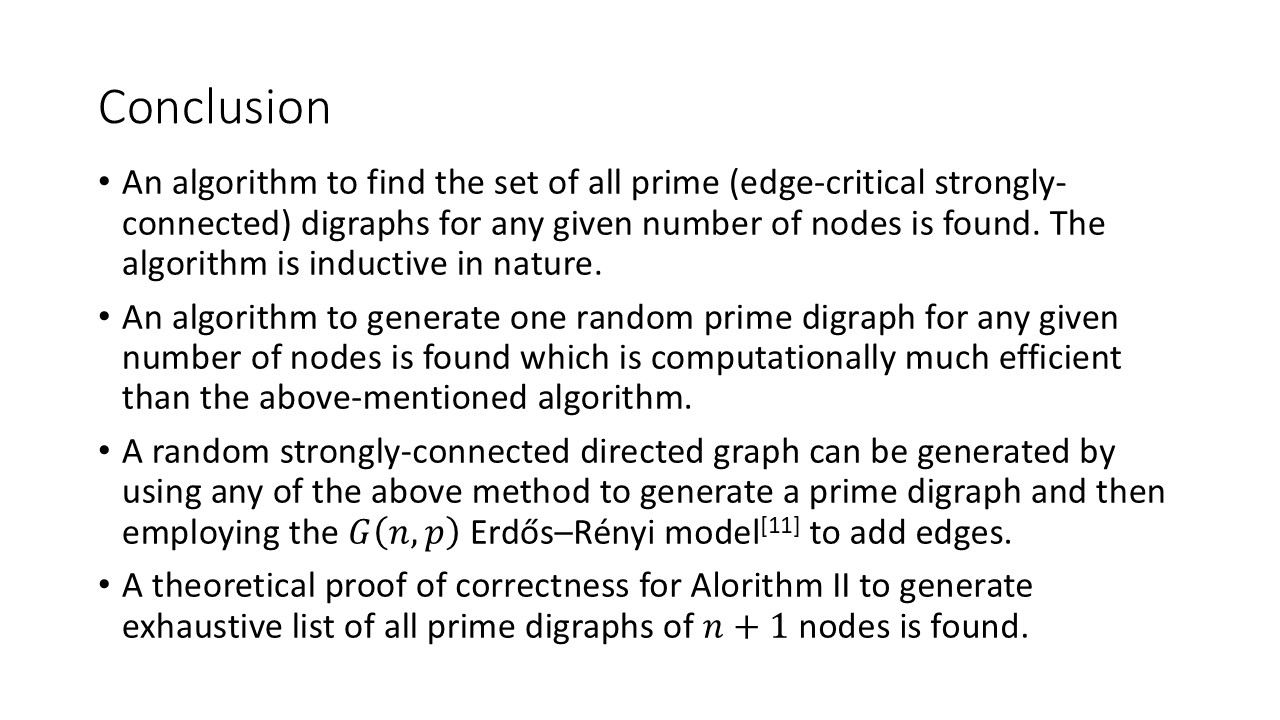 Conclusion
• An algorithm to find the set of all prime (edge-critical strongly-
connected) digraphs for any given number of nodes is found. The
algorithm is inductive in nature.
• An algorithm to generate one random prime digraph for any given
number of nodes is found which is computationally much efficient
than the above-mentioned algorithm.
• A random strongly-connected directed graph can be generated by
using any of the above method to generate a prime digraph and then
employing the G(n, p) Erdős–Rényi model[11] to add edges.
• A theoretical proof of correctness for Alorithm II to generate
exhaustive list of all prime digraphs of n + 1 nodes is found.